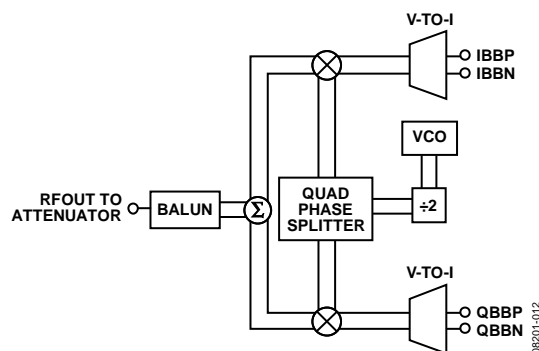 V-TO-I
IBBP
IBBN
VCO
RFOUT TO
ATTENUATOR
BALUN
Σ
QUAD
PHASE
SPLITTER
÷2
V-TO-I
QBBP
QBBN
08201-012